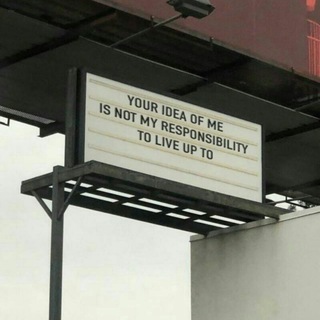 YOUR IDEA OF ME
IS NOT MY RESPONSIBILITY
TO LIVE UP TO